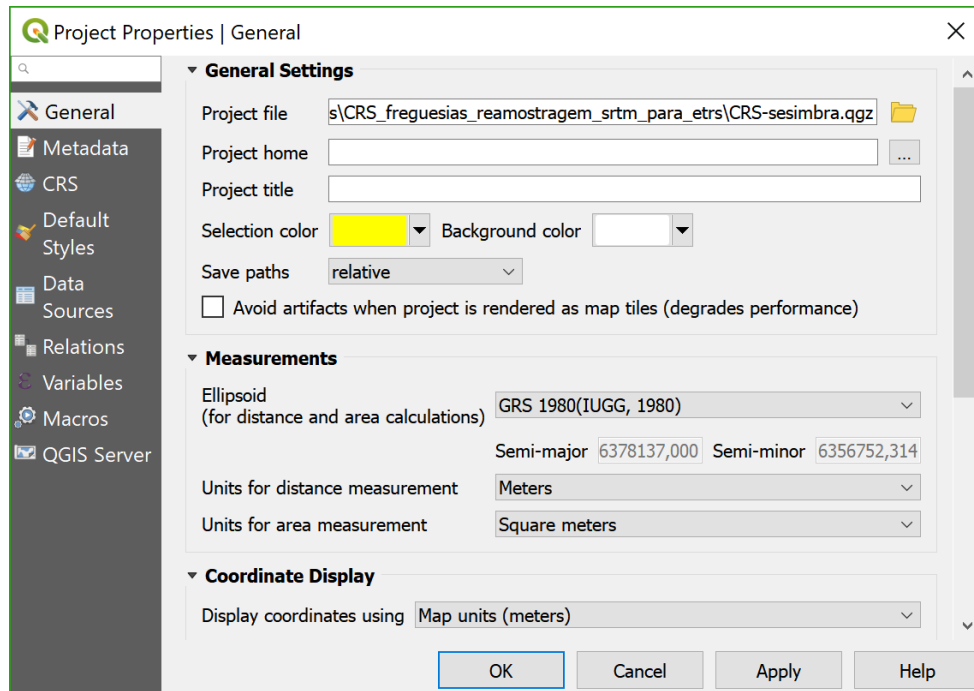 Project Properties | General
General
Metadata
CRS
Default
Styles
Data
Sources
Relations
Variables
Macros
QGIS Server
General Settings
Project file s\CRS_freguesias_reamostragem_srtm_para_etrs\CRS-sesimbra.qgz
Project home ...
Project title
Selection color Background color
Save paths relative
Avoid artifacts when project is rendered as map tiles (degrades performance)
Measurements
Ellipsoid
(for distance and area calculations) GRS 1980(IUGG, 1980)
Semi-major 6378137,000 Semi-minor 6356752,314
Units for distance measurement Meters
Units for area measurement Square meters
Coordinate Display
Display coordinates using Map units (meters)
OK Cancel Apply Help